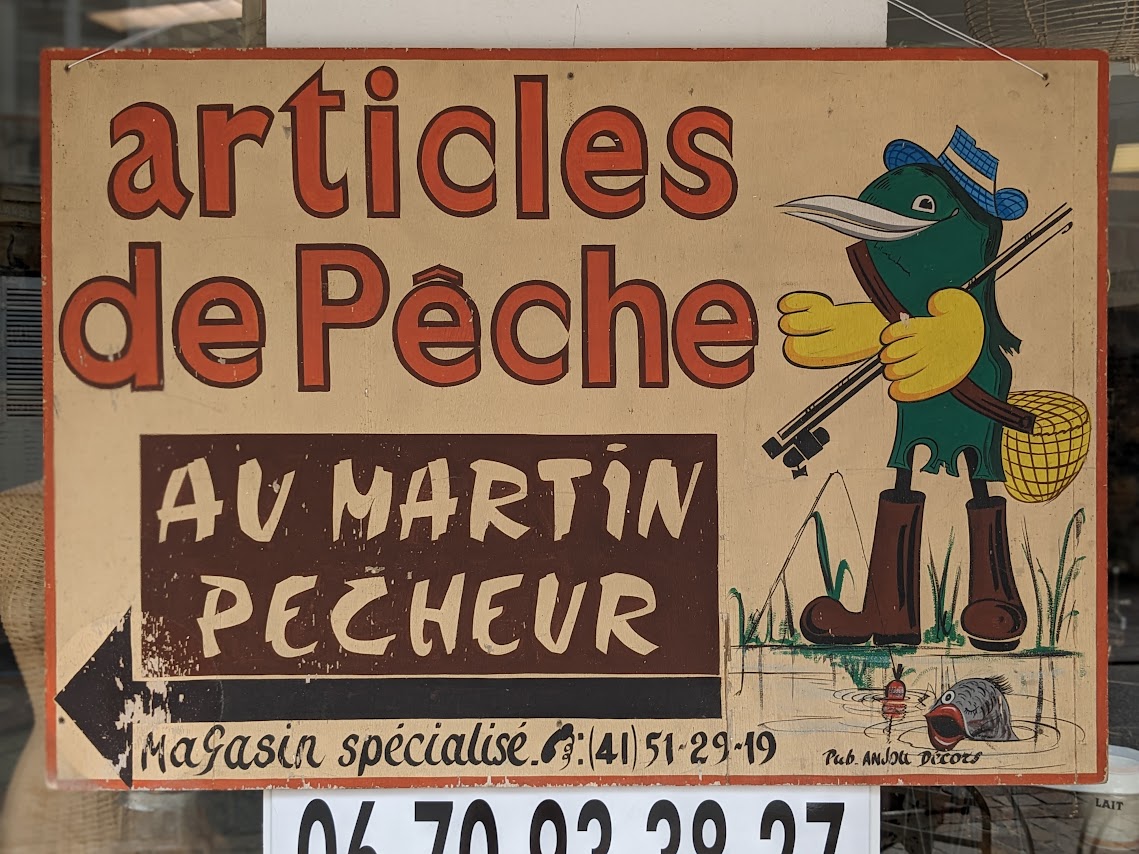 articles
de Pêche
AU MARTIN
PECHEUR
Magasin spécialisé. : (41) 51-29-19
Pub. ANJOU Décors
06 70 93 38 27
LAIT